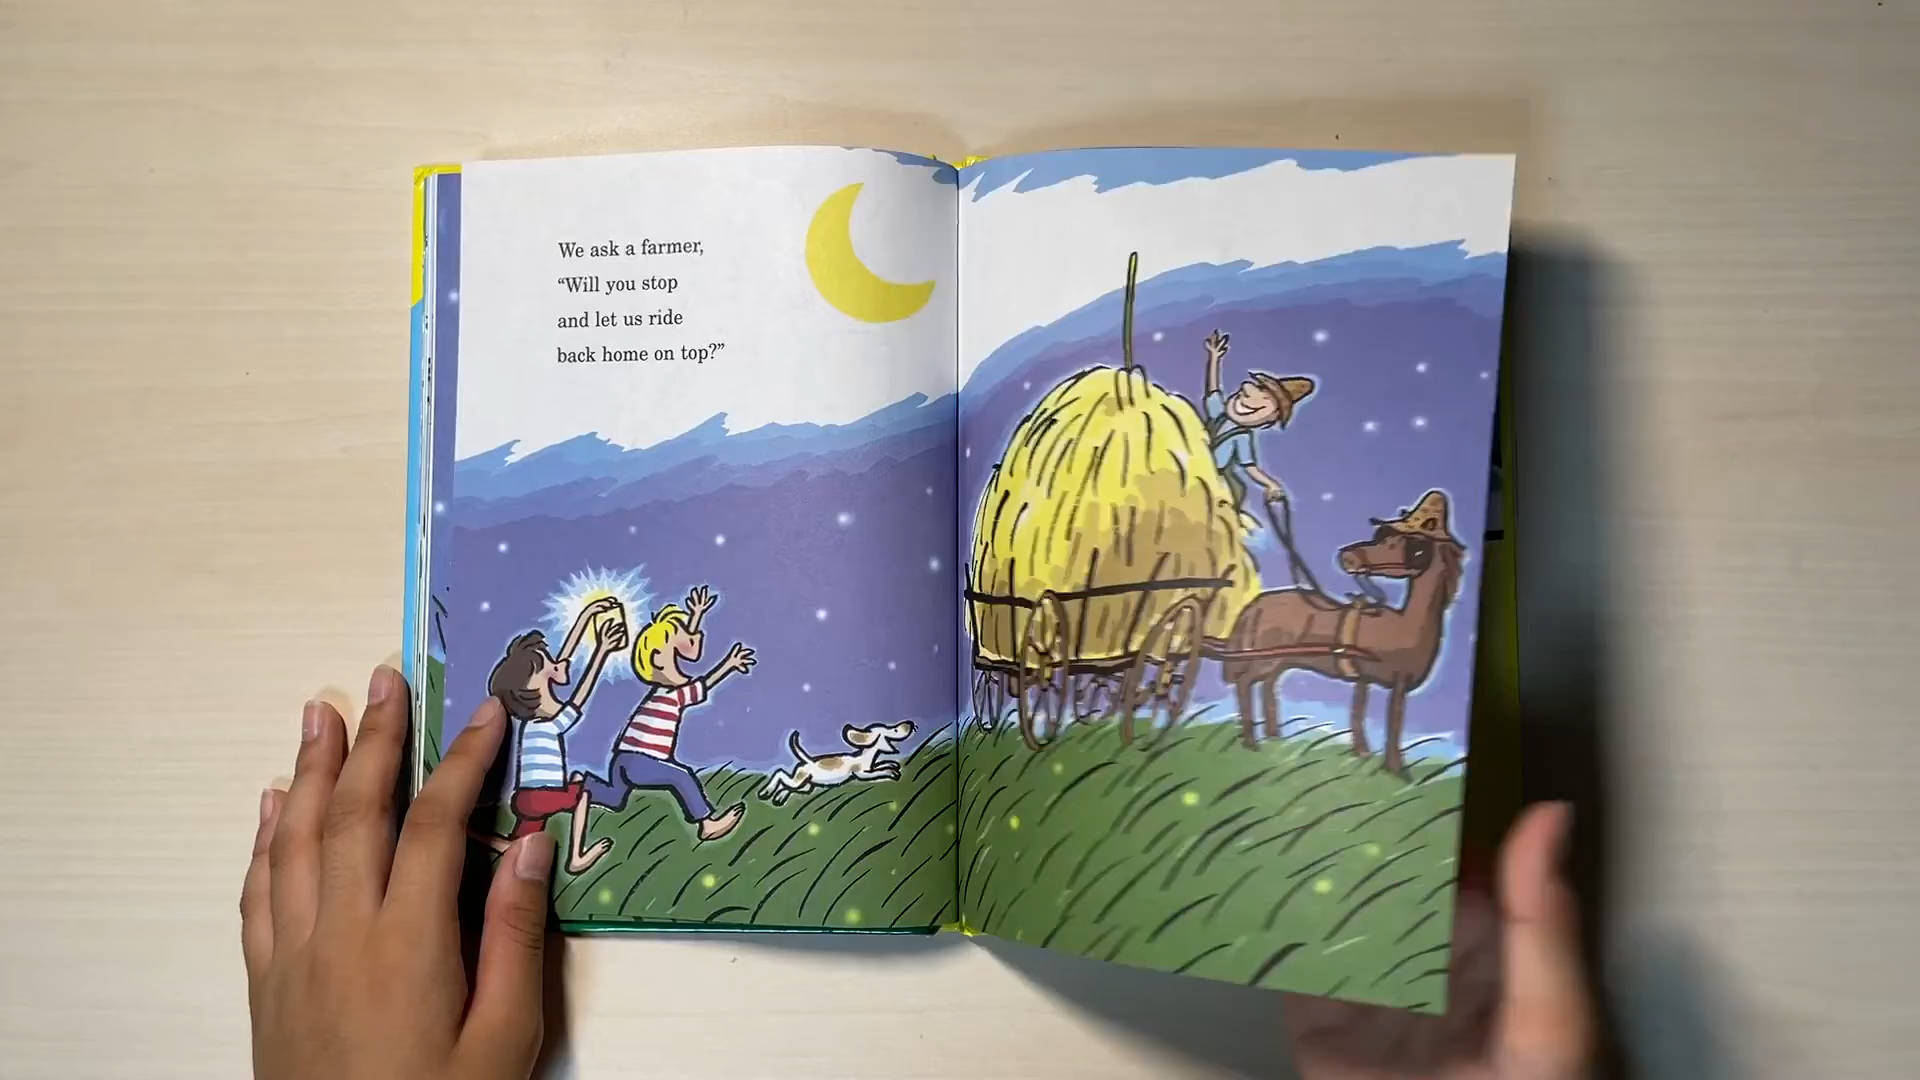 We ask a farmer,
“Will you stop
and let us ride
back home on top?”